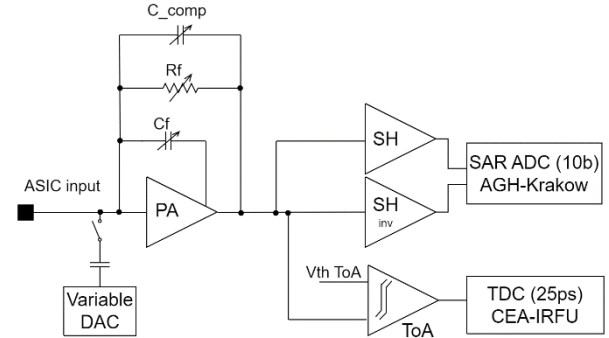 C_comp
Rf
Cf
ASIC input
PA
Variable
DAC
SH
SH
inv
SAR ADC (10b)
AGH-Krakow
Vth ToA
ToA
TDC (25ps)
CEA-IRFU